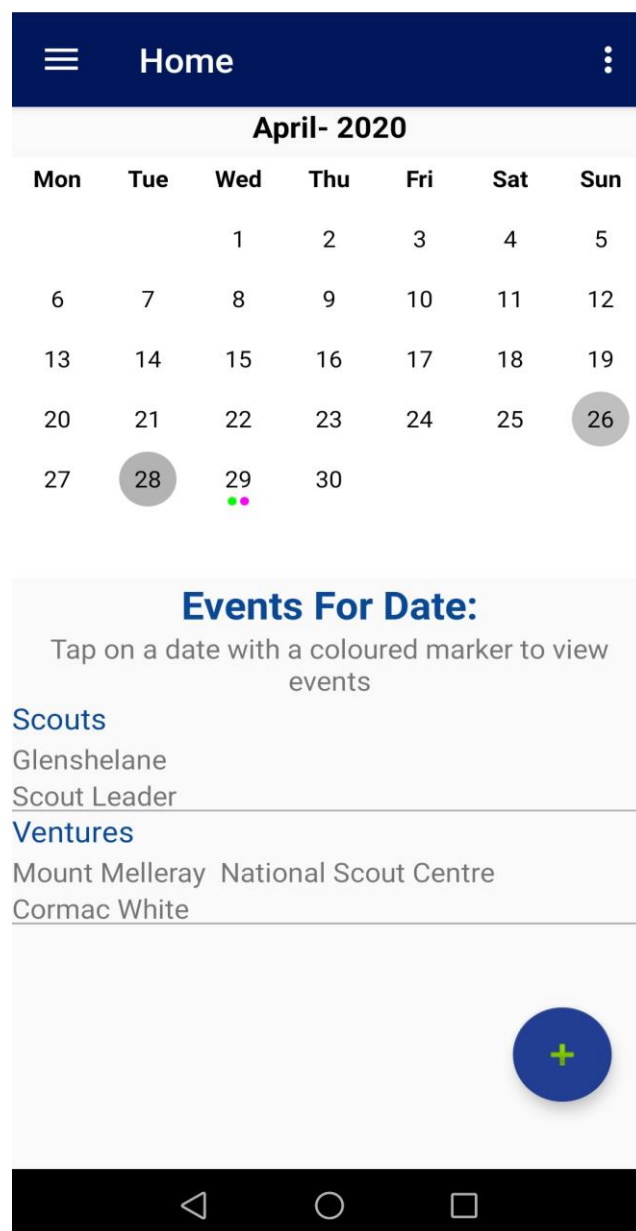 Home
April- 2020
Mon Tue Wed Thu Fri Sat Sun
1 2 3 4 5
6 7 8 9 10 11 12
13 14 15 16 17 18 19
20 21 22 23 24 25 26
27 28 29 30
Events For Date:
Tap on a date with a coloured marker to view
events
Scouts
Glenshelane
Scout Leader
Ventures
Mount Melleray  National Scout Centre
Cormac White
+